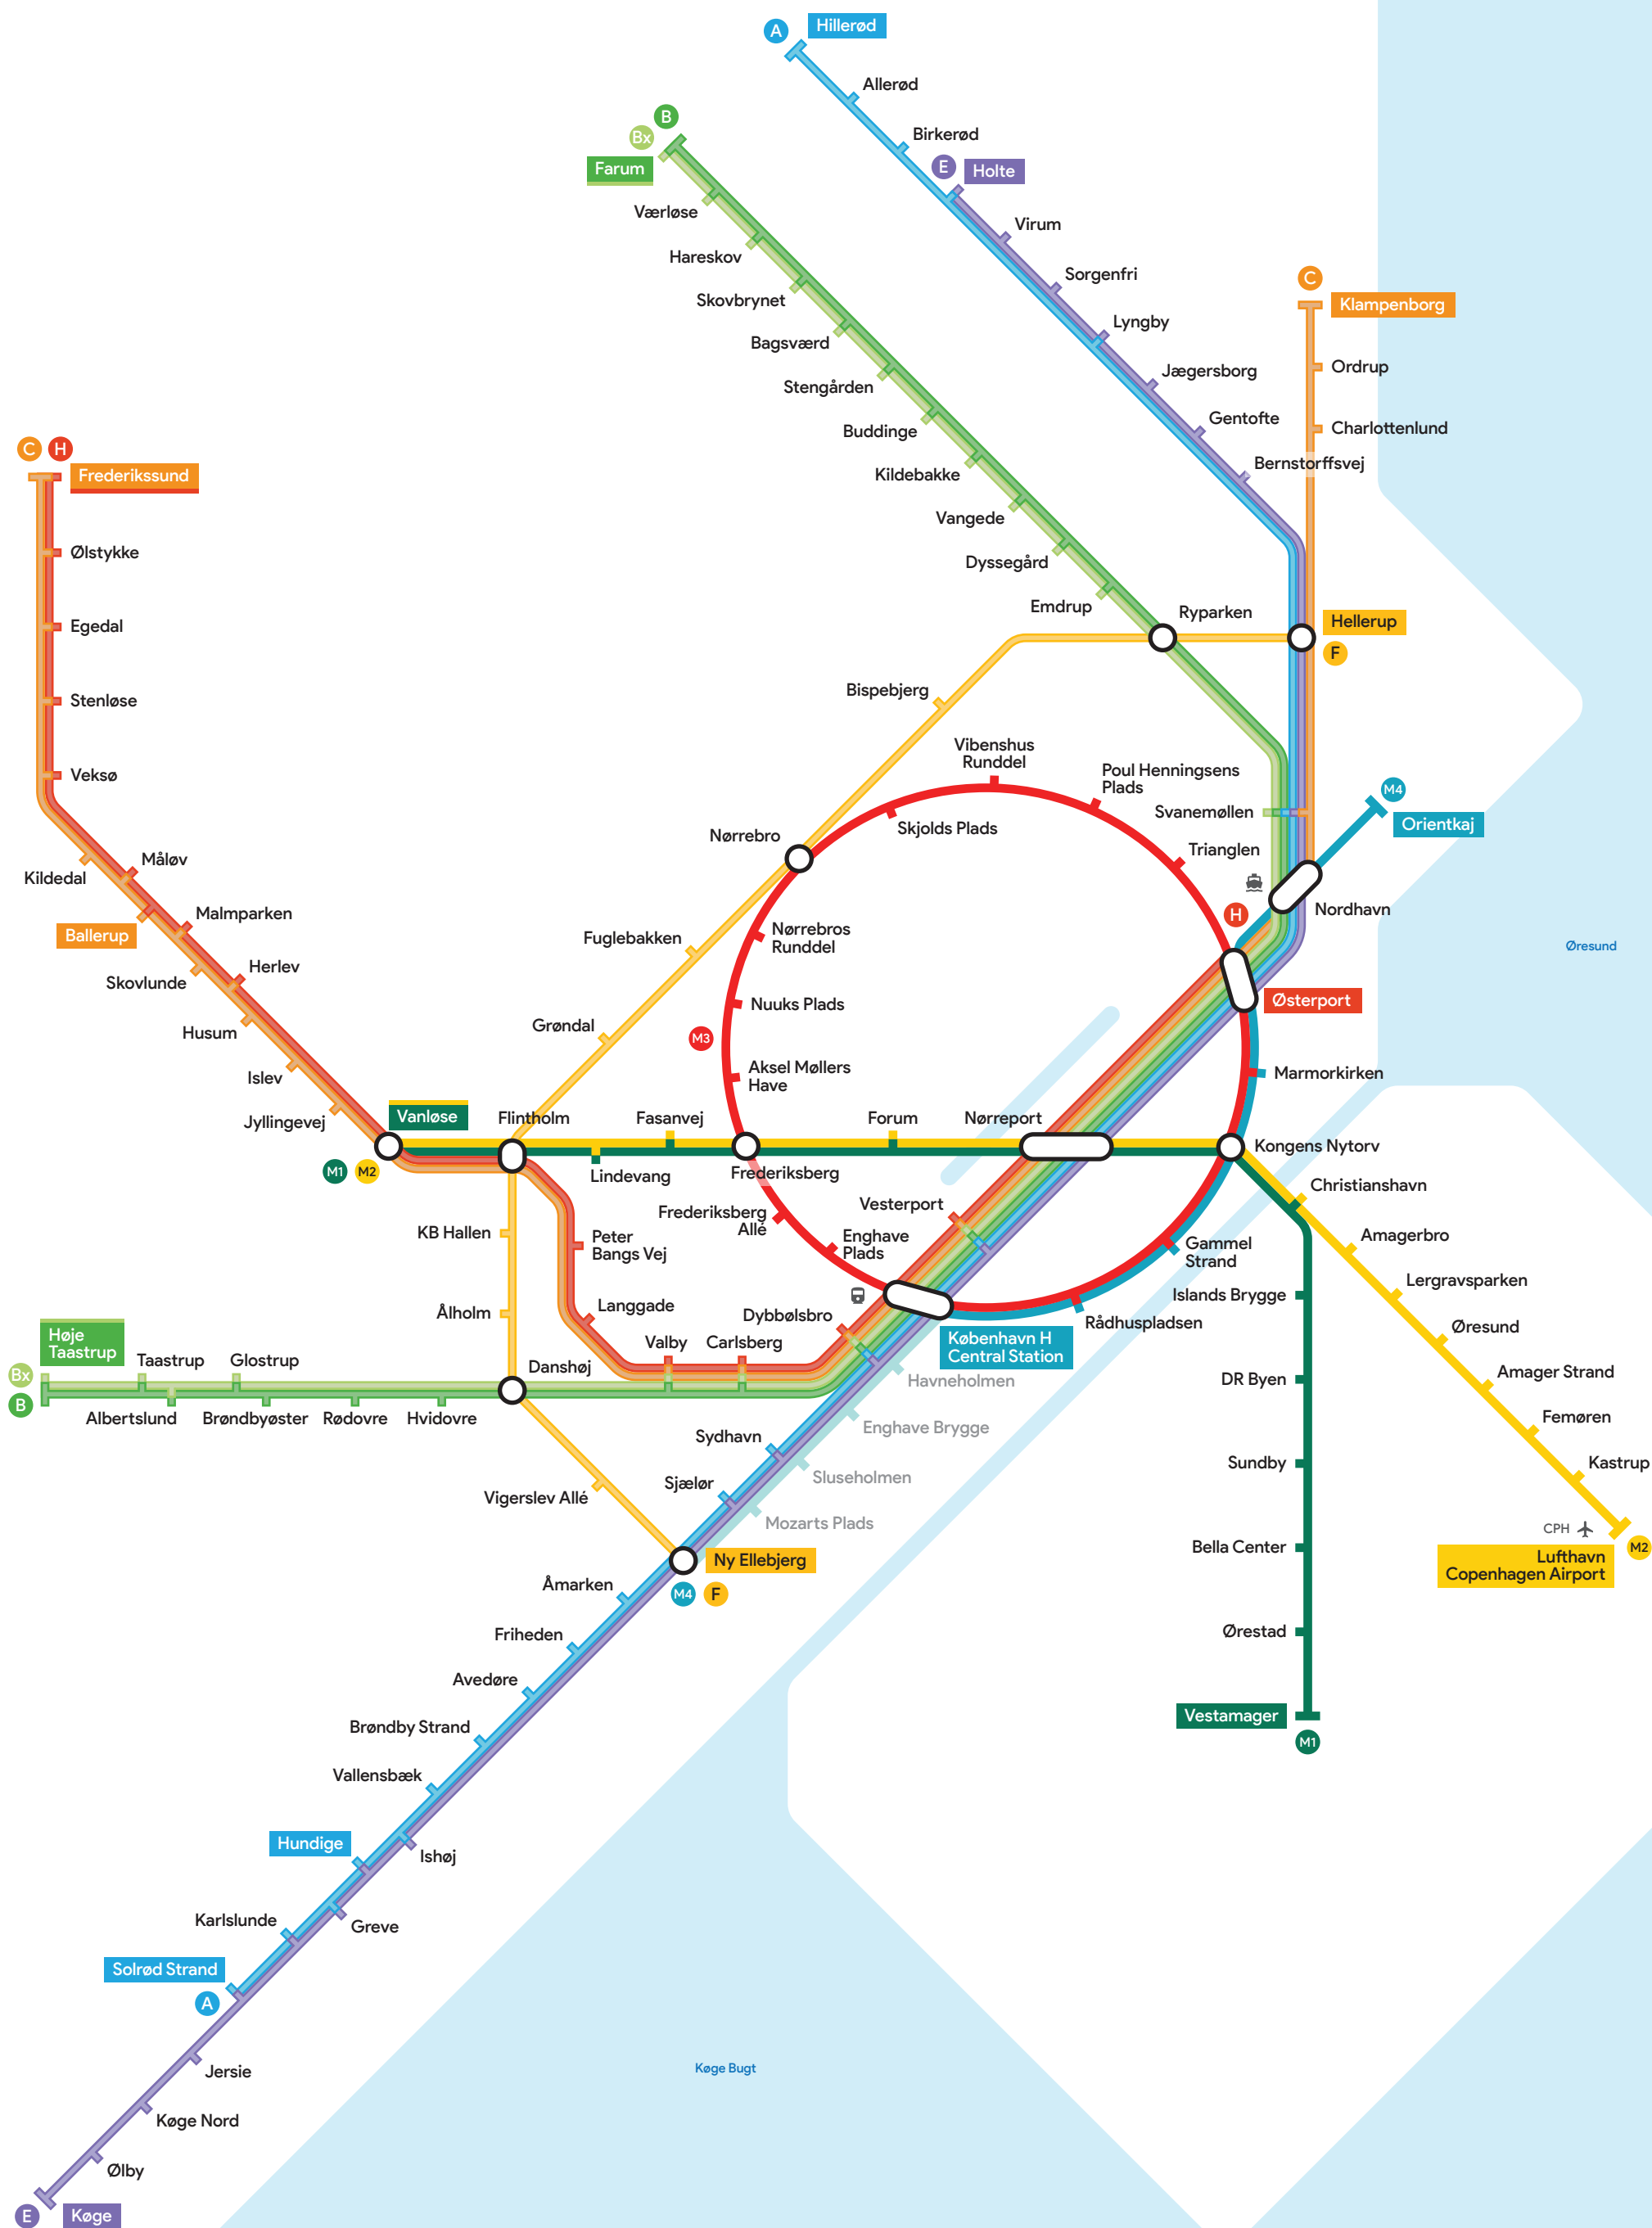 A
Hillerød
Allerød
Birkerød
E
Holte
Virum
Sorgenfri
Lyngby
Jægersborg
Gentofte
Bernstorffsvej
B
Bx
Farum
Værløse
Hareskov
Skovbrynet
Bagsværd
Stengården
Buddinge
Kildebakke
Vangede
Dyssegård
Emdrup
Ryparken
C
Klampenborg
Ordrup
Charlottenlund
Hellerup
F
C
H
Frederikssund
Ølstykke
Egedal
Stenløse
Veksø
Kildedal
Måløv
Ballerup
Malmparken
Skovlunde
Herlev
Husum
Islev
Jyllingevej
Vanløse
M1
M2
Bispebjerg
Nørrebro
Fuglebakken
Grøndal
Flintholm
Vibenshus
Runddel
Poul Henningsens
Plads
Skjolds Plads
Svanemøllen
Trianglen
M4
Orientkaj
H
Nordhavn
Østerport
Øresund
Nørrebros
Runddel
Nuuks Plads
M3
Aksel Møllers
Have
Marmorkirken
Fasanvej
Forum
Nørreport
Kongens Nytorv
Lindevang
Frederiksberg
Frederiksberg
Allé
Enghave
Plads
Vesterport
Gammel
Strand
Rådhuspladsen
Christianshavn
Amagerbro
Lergravsparken
Øresund
Amager Strand
Femøren
Kastrup
CPH
M2
Lufthavn
Copenhagen Airport
Islands Brygge
DR Byen
Sundby
Bella Center
Ørestad
Vestamager
M1
KB Hallen
Peter
Bangs Vej
Ålholm
Langgade
Valby
Carlsberg
Dybbølsbro
København H
Central Station
Danshøj
Høje
Taastrup
Bx
B
Taastrup
Glostrup
Albertslund
Brøndbyøster
Rødovre
Hvidovre
Havneholmen
Enghave Brygge
Sluseholmen
Mozarts Plads
Sydhavn
Sjælør
Vigerslev Allé
Ny Ellebjerg
M4
F
Åmarken
Friheden
Avedøre
Brøndby Strand
Vallensbæk
Ishøj
Hundige
Greve
Karlslunde
Solrød Strand
A
Jersie
Køge Nord
Ølby
E
Køge
Køge Bugt